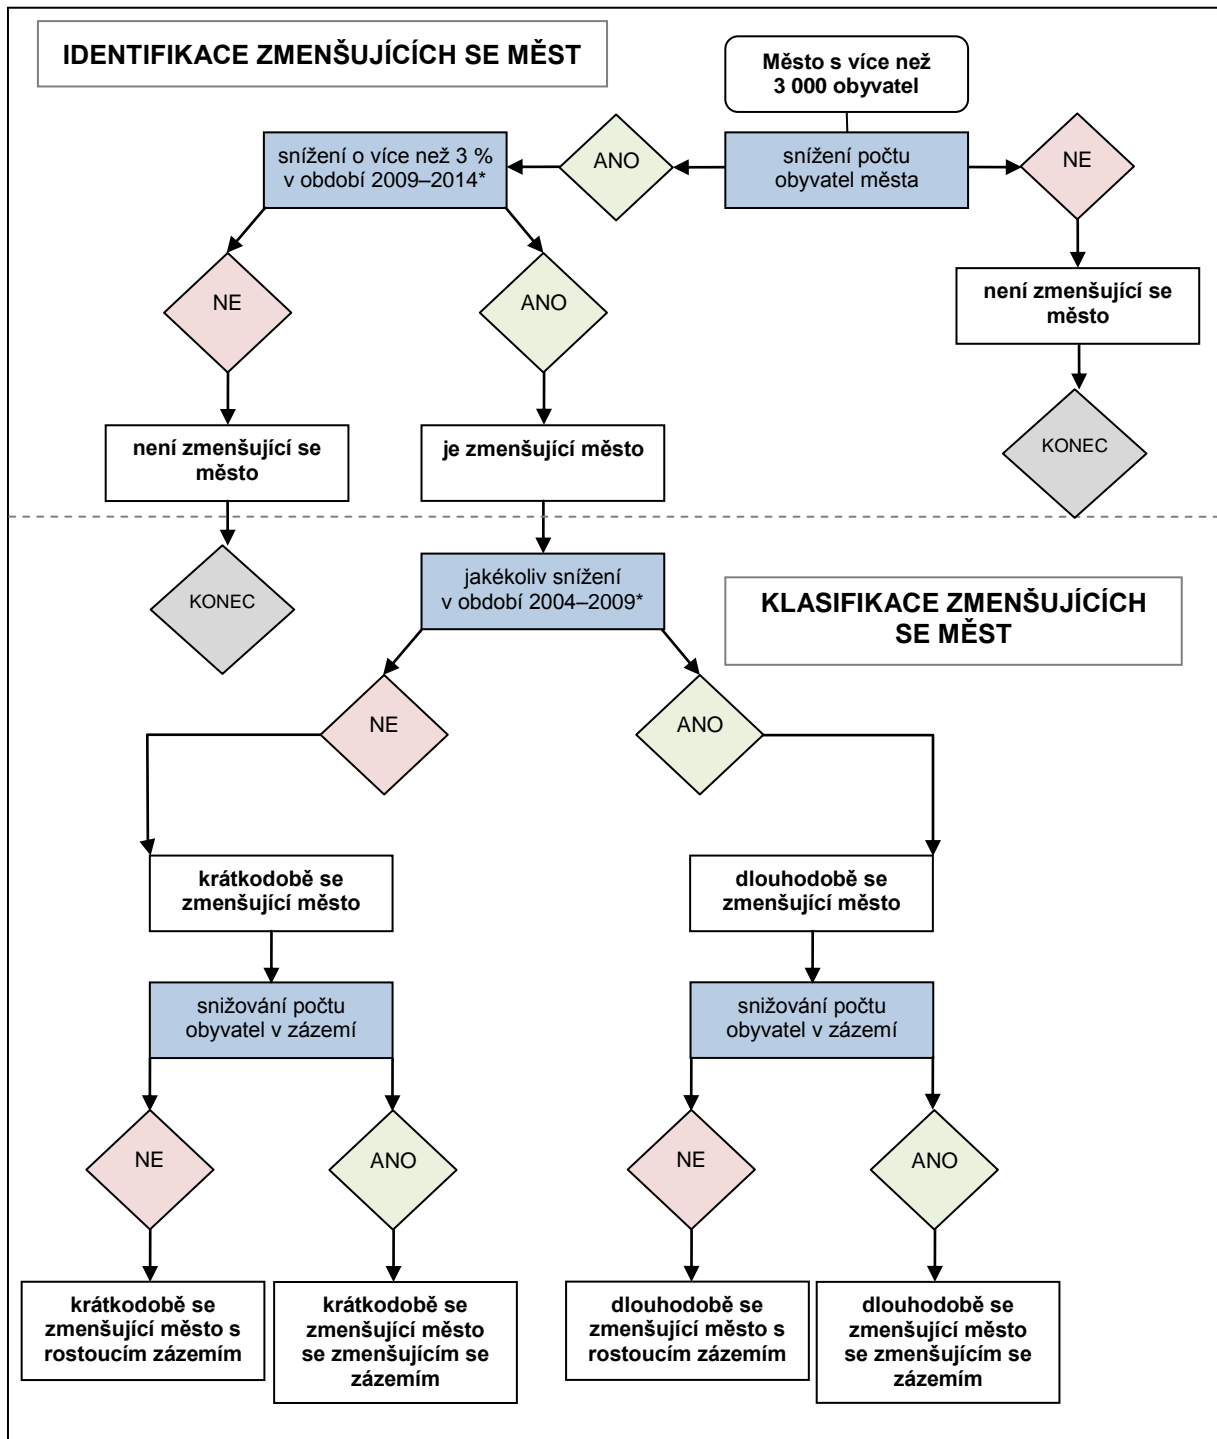 IDENTIFIKACE ZMENŠUJÍCÍCH SE MĚST
Město s více než
3 000 obyvatel
snížení o více než 3 %
v období 2009–2014*
ANO
snížení počtu
obyvatel města
NE
NE
ANO
není zmenšující se
město
není zmenšující se
město
je zmenšující město
KONEC
KONEC
jakékoliv snížení
v období 2004–2009*
KLASIFIKACE ZMENŠUJÍCÍCH
SE MĚST
NE
ANO
krátkodobě se
zmenšující město
dlouhodobě se
zmenšující město
snižování počtu
obyvatel v zázemí
snižování počtu
obyvatel v zázemí
NE
ANO
NE
ANO
krátkodobě se
zmenšující město s
rostoucím zázemím
krátkodobě se
zmenšující město
se zmenšujícím se
zázemím
dlouhodobě se
zmenšující město s
rostoucím zázemím
dlouhodobě se
zmenšující město
se zmenšujícím se
zázemím